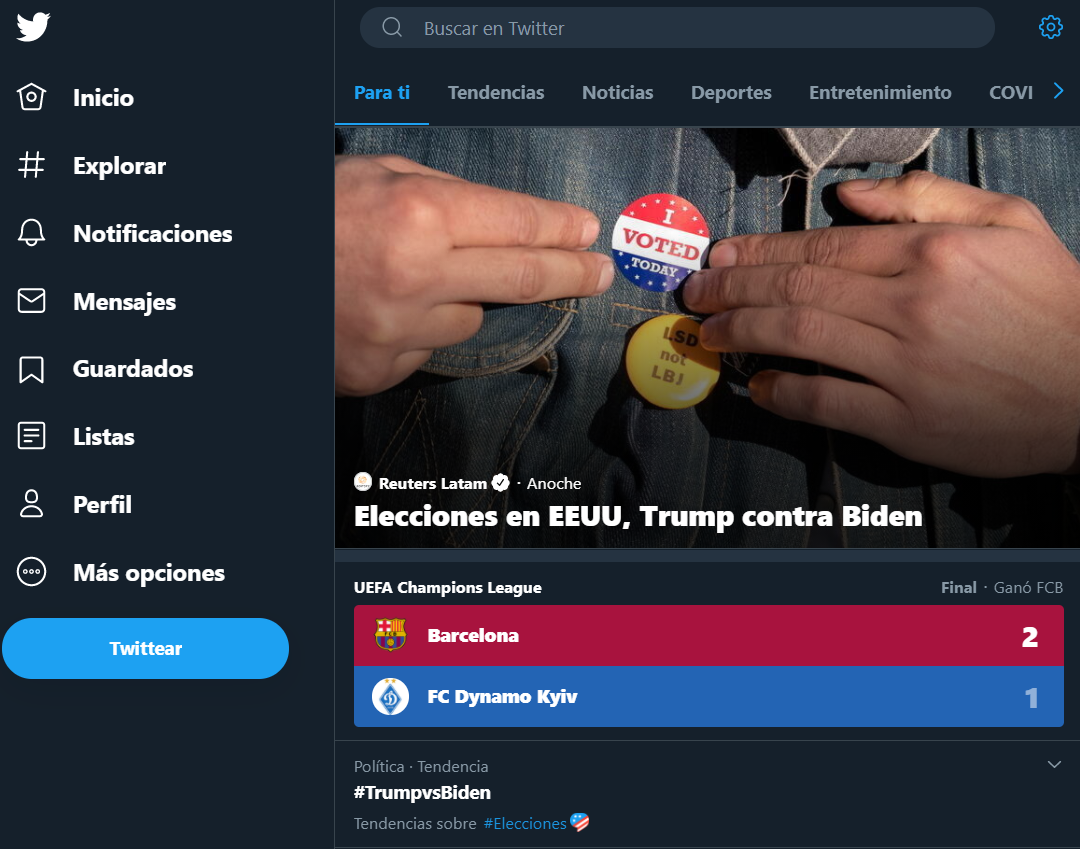 Buscar en Twitter
Inicio
Explorar
Notificaciones
Mensajes
Guardados
Listas
Perfil
Más opciones
Twittear
Para ti Tendencias Noticias Deportes Entretenimiento COVI
I
VOTED
TODAY
LSD
not
LBJ
Reuters Latam · Anoche
Elecciones en EEUU, Trump contra Biden
UEFA Champions League Final · Ganó FCB
Barcelona 2
FC Dynamo Kyiv 1
Política · Tendencia
#TrumpvsBiden
Tendencias sobre #Elecciones